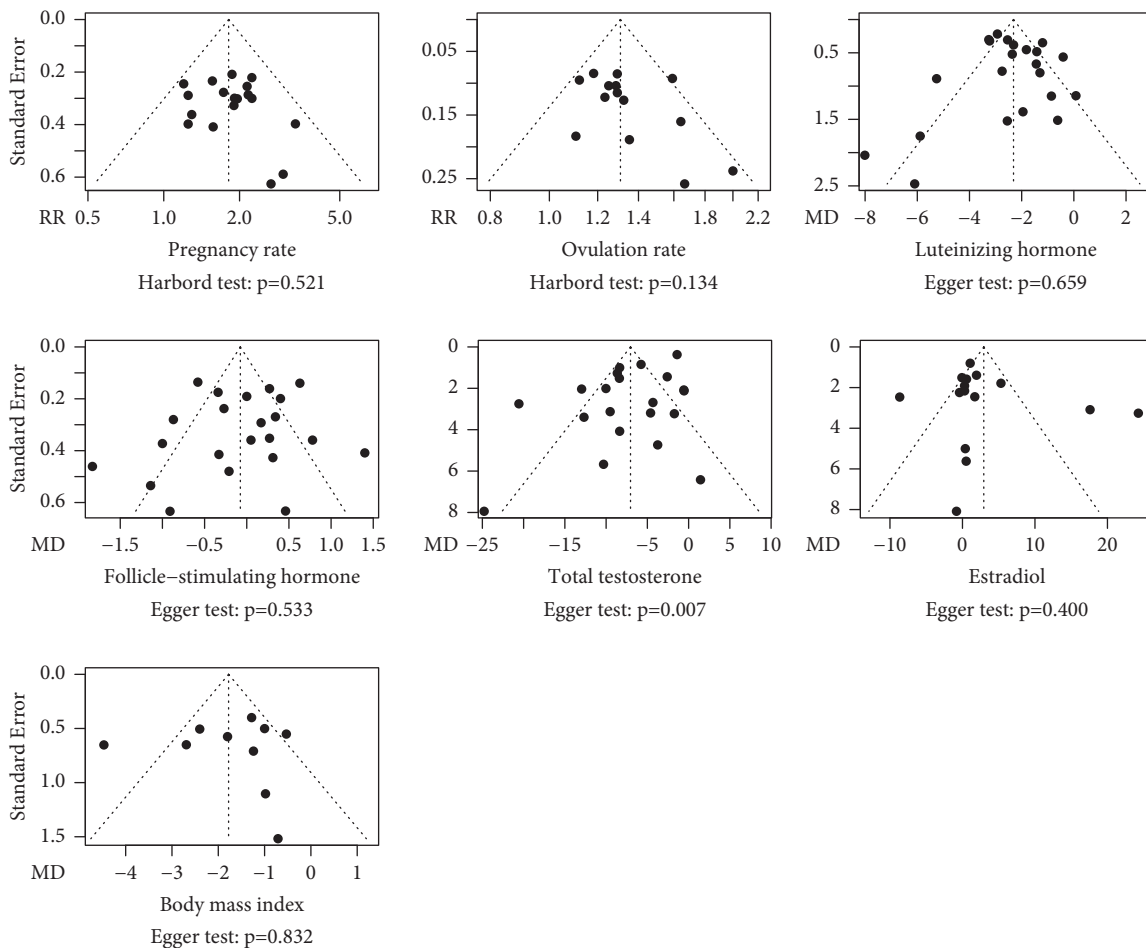 Standard Error
0.0
0.2
0.4
0.6
RR 0.5 1.0 2.0 5.0
Pregnancy rate
Harbord test: p=0.521
0.05
0.15
0.25
RR 0.8 1.0 1.2 1.4 1.8 2.2
Ovulation rate
Harbord test: p=0.134
0.5
1.5
2.5
MD −8 −6 −4 −2 0 2
Luteinizing hormone
Egger test: p=0.659
Standard Error
0.0
0.2
0.4
0.6
MD −1.5 −0.5 0.5 1.5
Follicle−stimulating hormone
Egger test: p=0.533
0
2
4
6
8
MD −25 −15 −5 0 5 10
Total testosterone
Egger test: p=0.007
0
2
4
6
8
MD −10 0 10 20
Estradiol
Egger test: p=0.400
Standard Error
0.0
0.5
1.0
1.5
MD −4 −3 −2 −1 0 1
Body mass index
Egger test: p=0.832